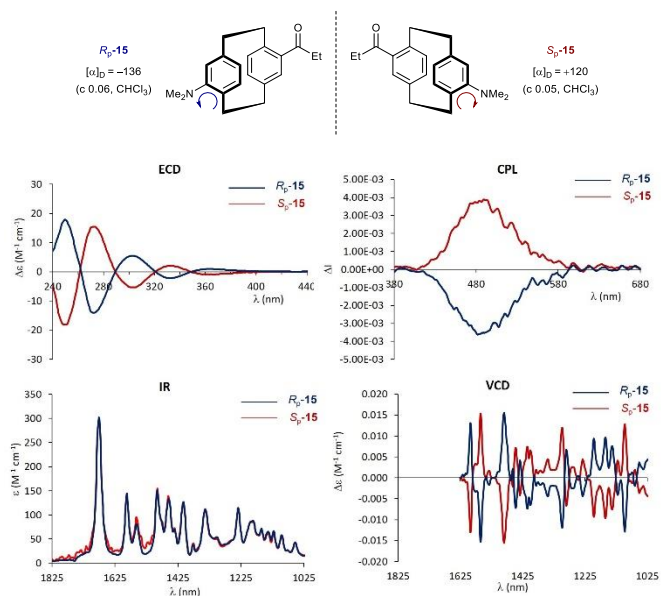 O
Et
NMe₂
Rₚ-15
[α]D = –136
(c 0.06, CHCl₃)
O
Et
NMe₂
Sₚ-15
[α]D = +120
(c 0.05, CHCl₃)
ECD
Rₚ-15
Sₚ-15
Δε (M⁻¹ cm⁻¹)
30
20
10
0
-10
-20
-30
240 280 320 360 400 440
λ (nm)
CPL
Rₚ-15
Sₚ-15
ΔI
5.00E-03
4.00E-03
3.00E-03
2.00E-03
1.00E-03
0.00E+00
-1.00E-03
-2.00E-03
-3.00E-03
-4.00E-03
-5.00E-03
380 480 580 680
λ (nm)
IR
Rₚ-15
Sₚ-15
ε (M⁻¹ cm⁻¹)
350
300
250
200
150
100
50
0
1825 1625 1425 1225 1025
λ (nm)
VCD
Rₚ-15
Sₚ-15
Δε (M⁻¹ cm⁻¹)
0.020
0.015
0.010
0.005
0.000
-0.005
-0.010
-0.015
-0.020
1825 1625 1425 1225 1025
λ (nm)